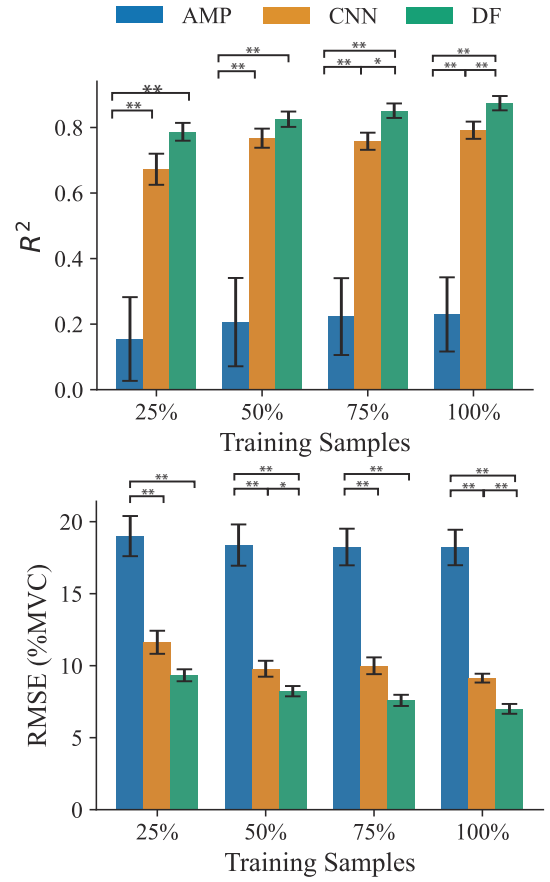 AMP CNN DF
** **
** **
** ** *
** ** **
R²
0.8
0.6
0.4
0.2
0.0
25% 50% 75% 100%
Training Samples
** **
** ** *
** **
** ** **
RMSE (%MVC)
20
15
10
5
0
25% 50% 75% 100%
Training Samples